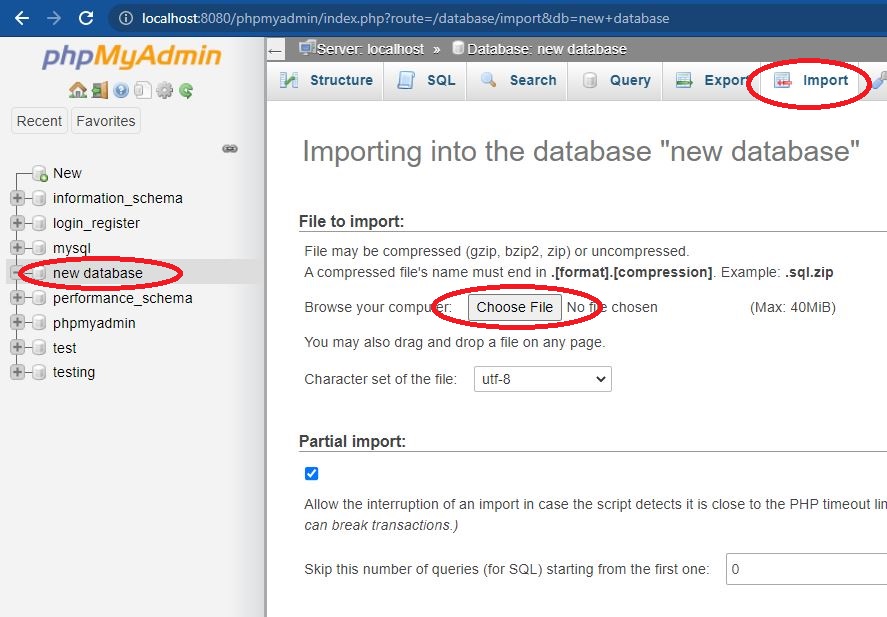 localhost:8080/phpmyadmin/index.php?route=/database/import&db=new+database
phpMyAdmin
Recent Favorites
New
information_schema
login_register
mysql
new database
performance_schema
phpmyadmin
test
testing
Server: localhost » Database: new database
Structure SQL Search Query Export Import
Importing into the database "new database"
File to import:
File may be compressed (gzip, bzip2, zip) or uncompressed.
A compressed file's name must end in .[format].[compression]. Example: .sql.zip
Browse your computer: Choose File No file chosen (Max: 40MiB)
You may also drag and drop a file on any page.
Character set of the file: utf-8
Partial import:
Allow the interruption of an import in case the script detects it is close to the PHP timeout
can break transactions.)
Skip this number of queries (for SQL) starting from the first one: 0